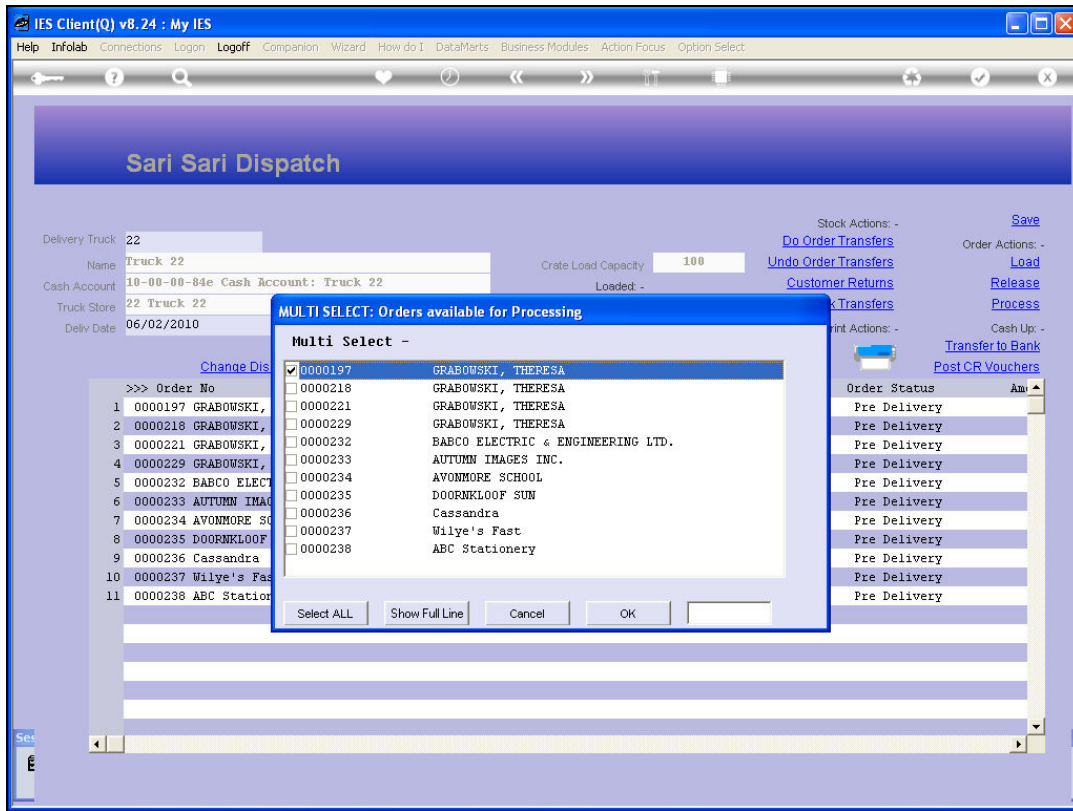 IES Client(Q) v8.24 : My IES
Help Infolab Connections Logon Logoff Companion Wizard How do I DataMarts Business Modules Action Focus Option Select
Sari Sari Dispatch
Stock Actions: - Save
Delivery Truck 22 Do Order Transfers Order Actions: -
Name Truck 22 Crate Load Capacity 100 Undo Order Transfers Load
Cash Account 10-00-00-84e Cash Account: Truck 22 Loaded: - Customer Returns Release
Truck Store 22 Truck 22 Transfers Process
Deliv Date 06/02/2010 Actions: - Cash Up: -
Transfer to Bank
Change Post CR Vouchers
>>> Order No Order Status
1 0000197 GRABOWSKI, Pre Delivery
2 0000218 GRABOWSKI, Pre Delivery
3 0000221 GRABOWSKI, Pre Delivery
4 0000229 GRABOWSKI, Pre Delivery
5 0000232 BABCO Pre Delivery
6 0000233 AUTUMN Pre Delivery
7 0000234 AVONMORE Pre Delivery
8 0000235 DOORNKLOOF Pre Delivery
9 0000236 Cassandra Pre Delivery
10 0000237 Wilye's Pre Delivery
11 0000238 ABC Pre Delivery
MULTI SELECT: Orders available for Processing
Multi Select -
0000197 GRABOWSKI, THERESA
0000218 GRABOWSKI, THERESA
0000221 GRABOWSKI, THERESA
0000229 GRABOWSKI, THERESA
0000232 BABCO ELECTRIC & ENGINEERING LTD.
0000233 AUTUMN IMAGES INC.
0000234 AVONMORE SCHOOL
0000235 DOORNKLOOF SUN
0000236 Cassandra
0000237 Wilye's Fast
0000238 ABC Stationery
Select ALL Show Full Line Cancel OK